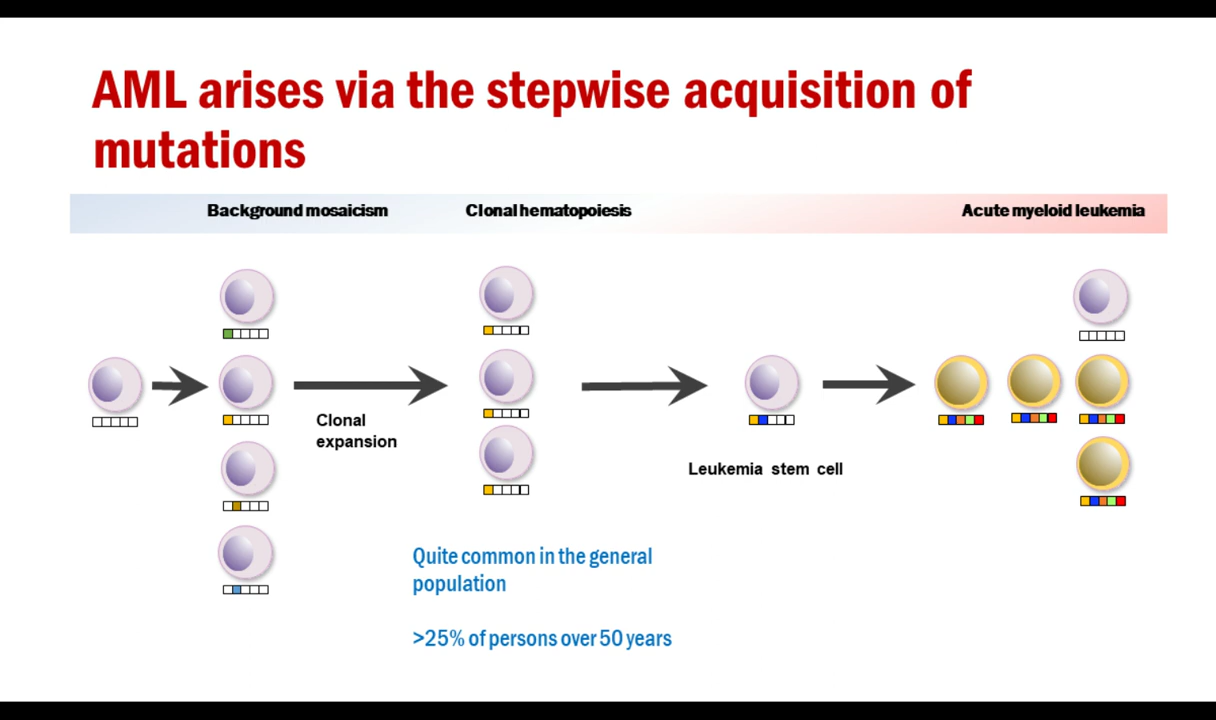 AML arises via the stepwise acquisition of
mutations
Background mosaicism
Clonal hematopoiesis
Acute myeloid leukemia
Clonal
expansion
Leukemia stem cell
Quite common in the general
population
>25% of persons over 50 years